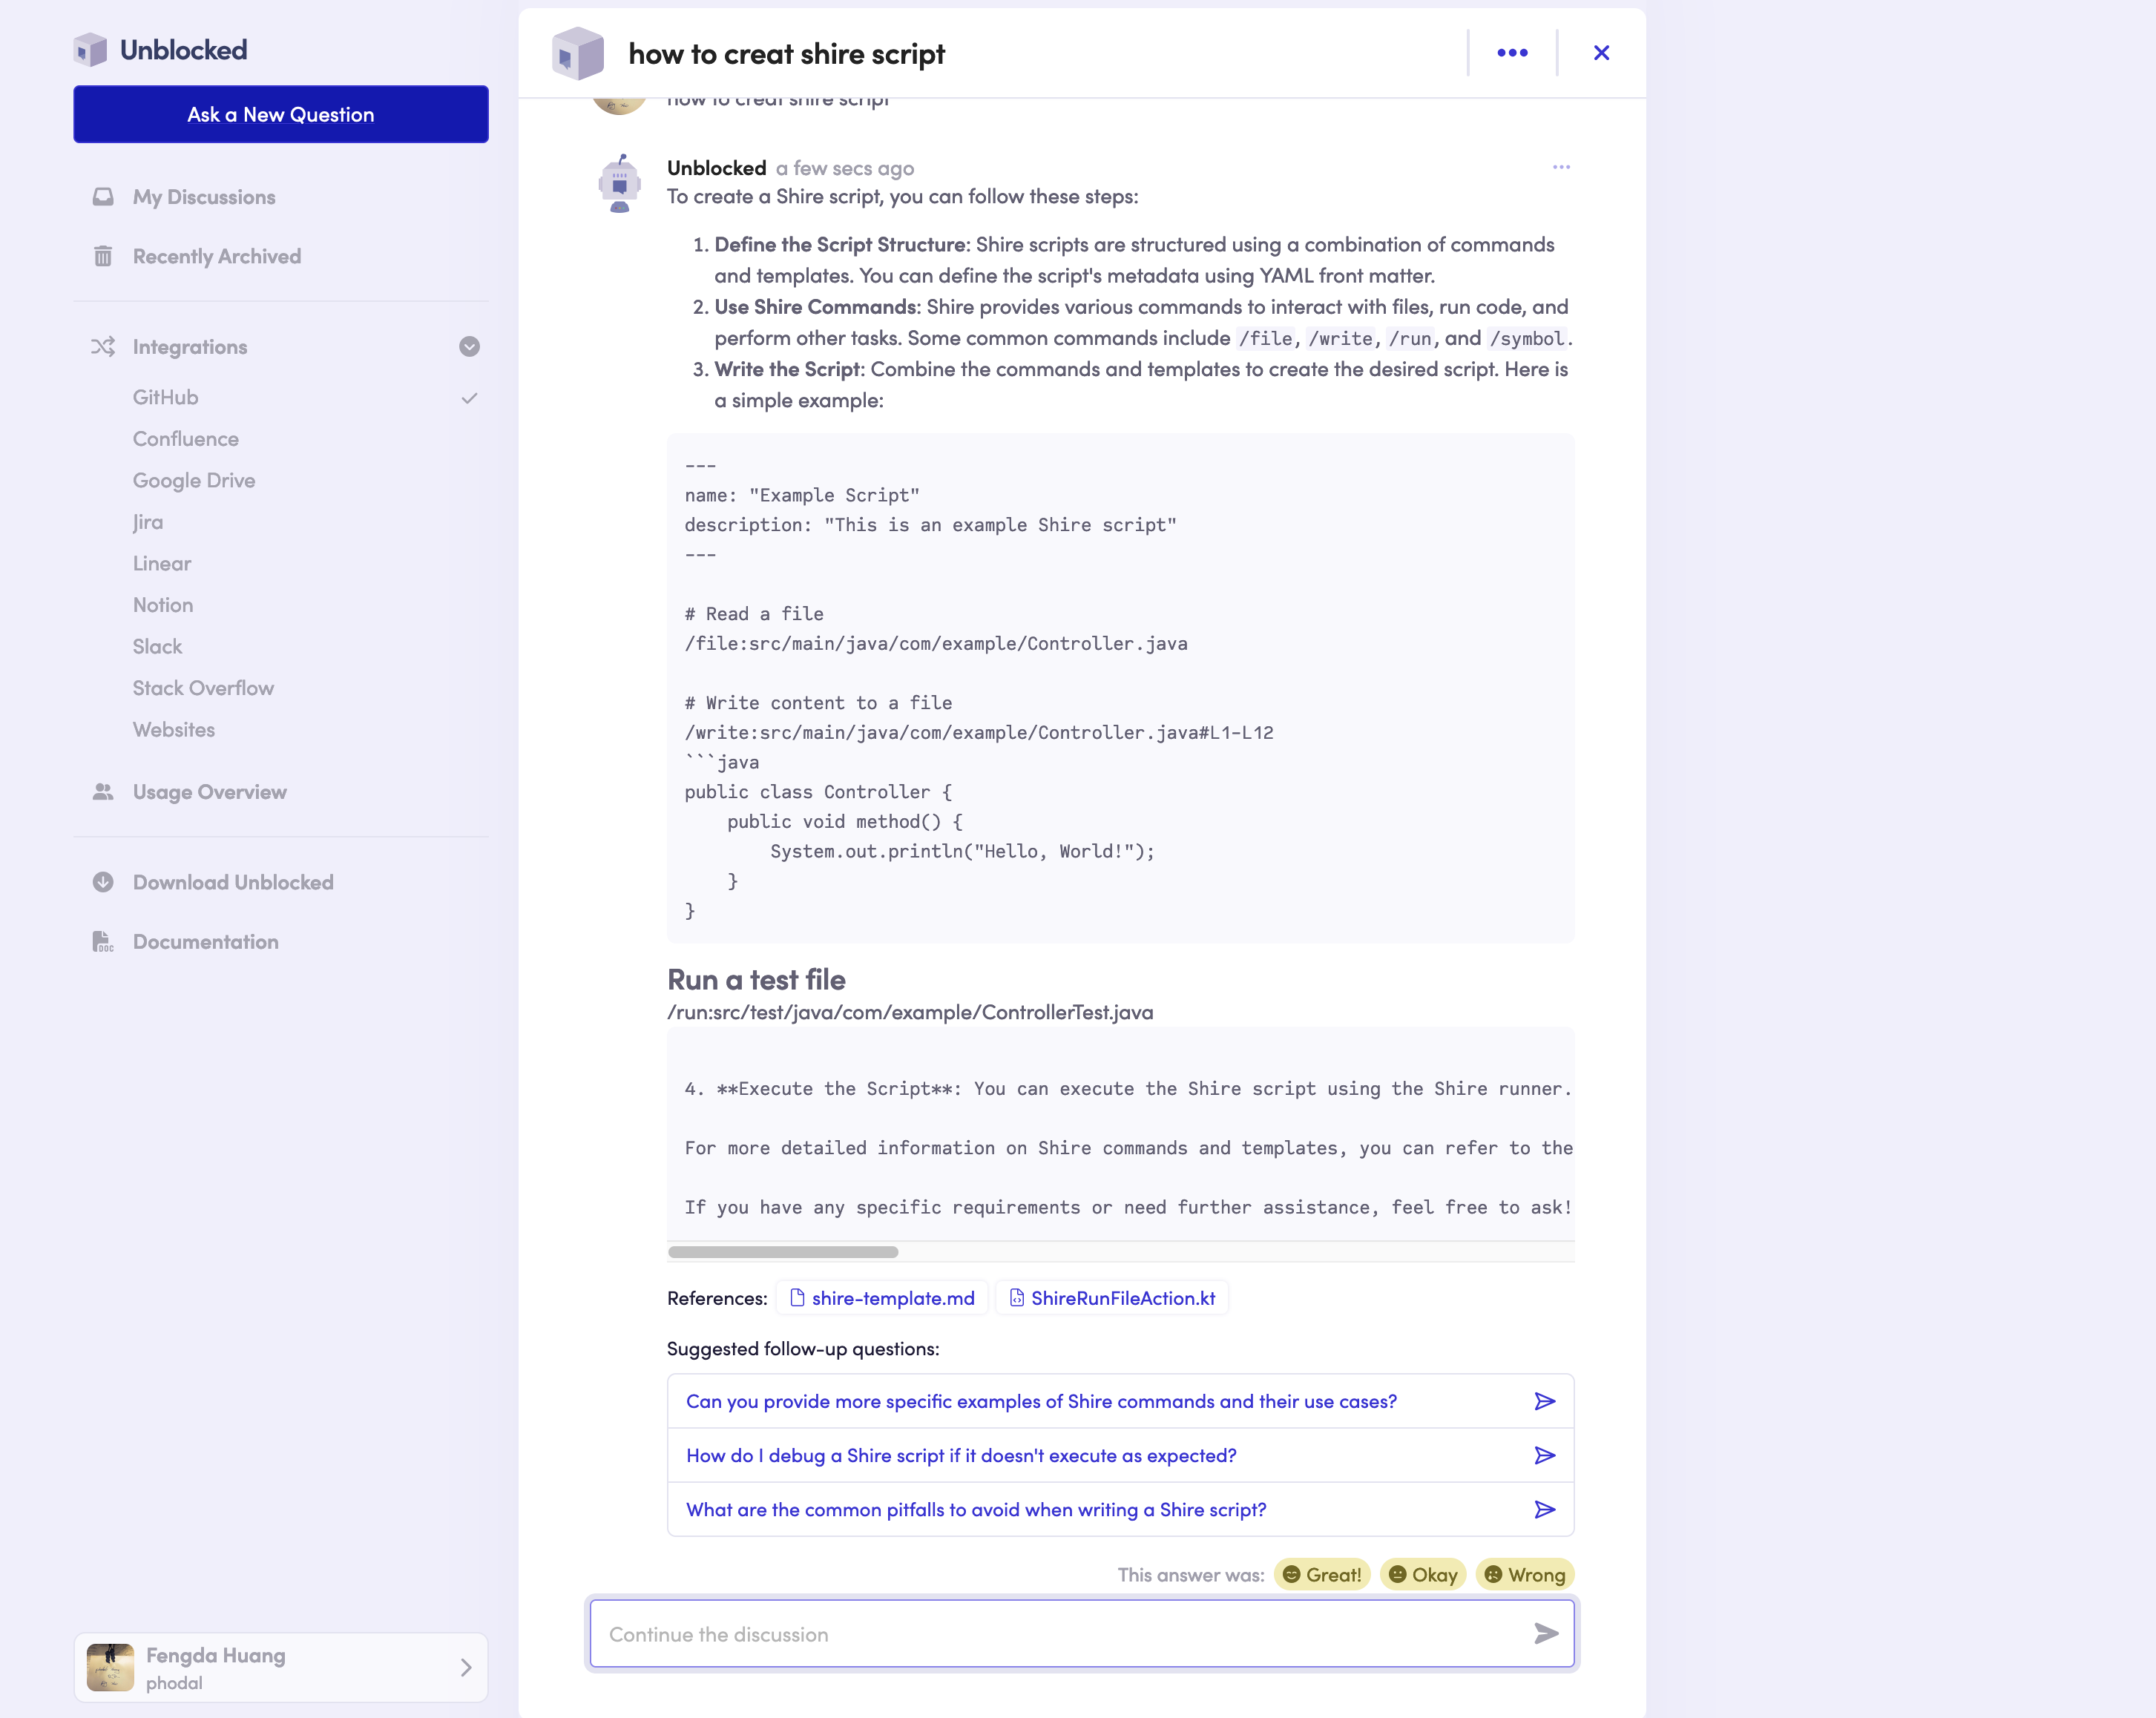 Unblocked
Ask a New Question
My Discussions
Recently Archived
Integrations
GitHub
Confluence
Google Drive
Jira
Linear
Notion
Slack
Stack Overflow
Websites
Usage Overview
Download Unblocked
DOC
Documentation
Fengda Huang
phodal
how to creat shire script
how to creat shire script
Unblocked a few secs ago
To create a Shire script, you can follow these steps:
1. Define the Script Structure: Shire scripts are structured using a combination of commands
and templates. You can define the script's metadata using YAML front matter.
2. Use Shire Commands: Shire provides various commands to interact with files, run code, and
perform other tasks. Some common commands include /file, /write, /run, and /symbol.
3. Write the Script: Combine the commands and templates to create the desired script. Here is
a simple example:
---
name: "Example Script"
description: "This is an example Shire script"
---
# Read a file
/file:src/main/java/com/example/Controller.java
# Write content to a file
/write:src/main/java/com/example/Controller.java#L1-L12
```java
public class Controller {
    public void method() {
        System.out.println("Hello, World!");
    }
}
Run a test file
/run:src/test/java/com/example/ControllerTest.java
4. **Execute the Script**: You can execute the Shire script using the Shire runner.
For more detailed information on Shire commands and templates, you can refer to the
If you have any specific requirements or need further assistance, feel free to ask!
References: shire-template.md ShireRunFileAction.kt
Suggested follow-up questions:
Can you provide more specific examples of Shire commands and their use cases?
How do I debug a Shire script if it doesn't execute as expected?
What are the common pitfalls to avoid when writing a Shire script?
This answer was: Great! Okay Wrong
Continue the discussion